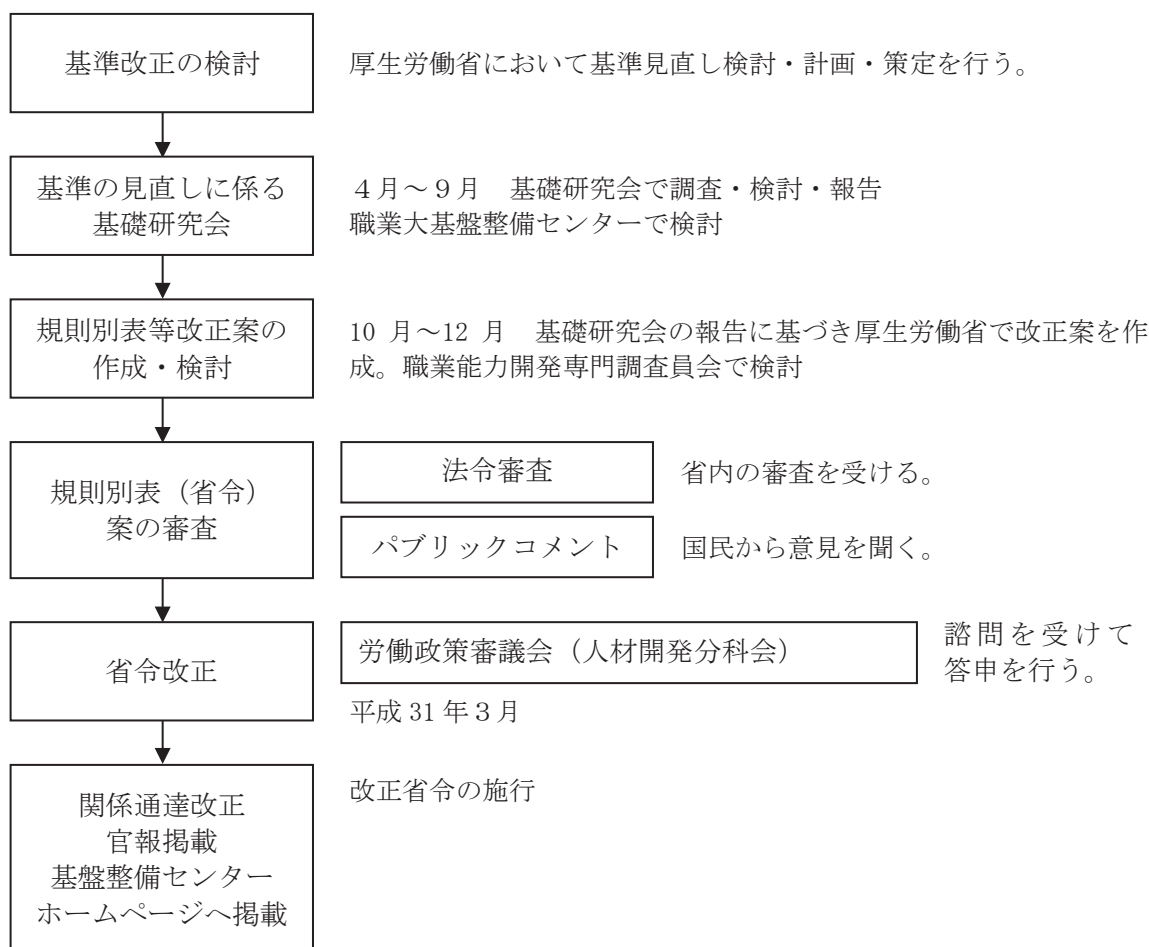 基準改正の検討
厚生労働省において基準見直し検討・計画・策定を行う。
基準の見直しに係る
基礎研究会
４月～９月　基礎研究会で調査・検討・報告
職業大基盤整備センターで検討
規則別表等改正案の
作成・検討
10 月～12 月　基礎研究会の報告に基づき厚生労働省で改正案を作
成。職業能力開発専門調査員会で検討
規則別表（省令）
案の審査
法令審査
省内の審査を受ける。
パブリックコメント
国民から意見を聞く。
省令改正
労働政策審議会（人材開発分科会）
諮問を受けて
答申を行う。
平成 31 年３月
関係通達改正
官報掲載
基盤整備センター
ホームページへ掲載
改正省令の施行